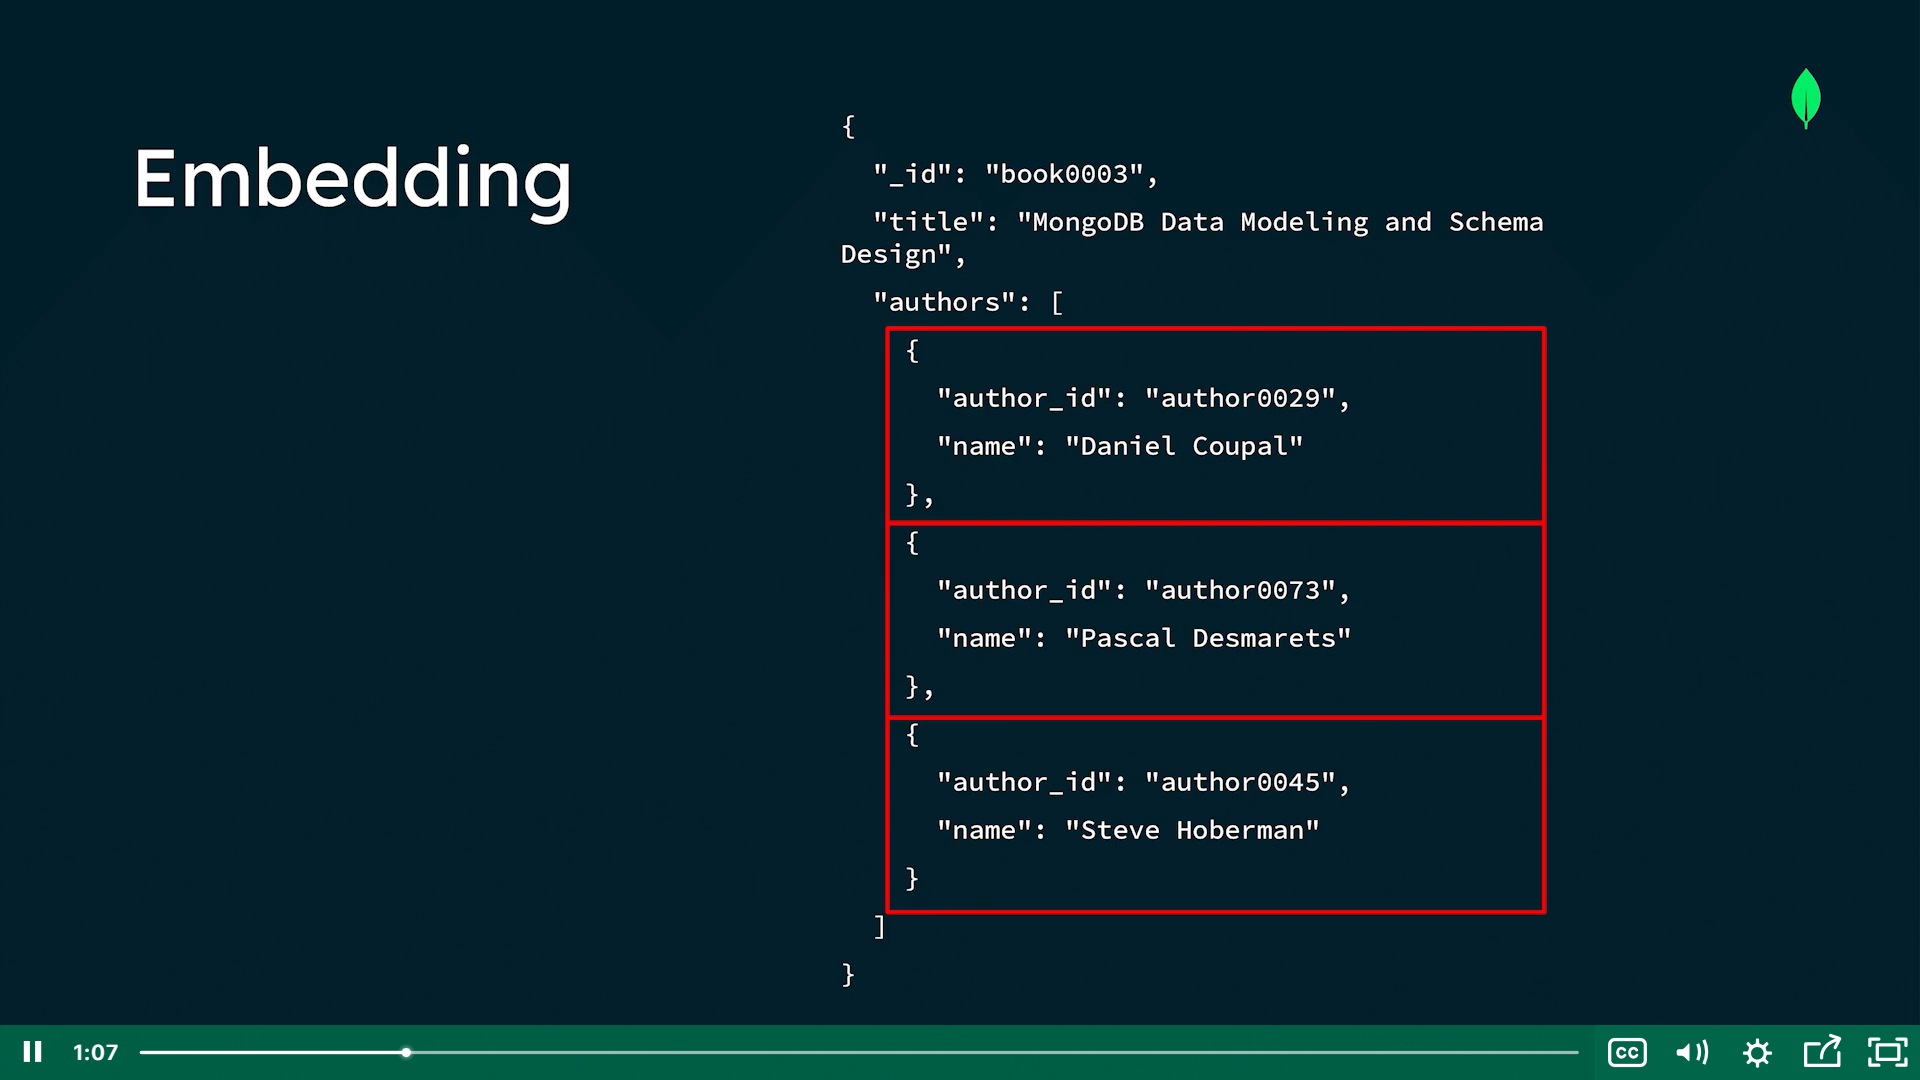 Embedding
{
"_id": "book0003",
"title": "MongoDB Data Modeling and Schema
Design",
"authors": [
{
"author_id": "author0029",
"name": "Daniel Coupal"
},
{
"author_id": "author0073",
"name": "Pascal Desmarets"
},
{
"author_id": "author0045",
"name": "Steve Hoberman"
}
]
}
1:07
CC